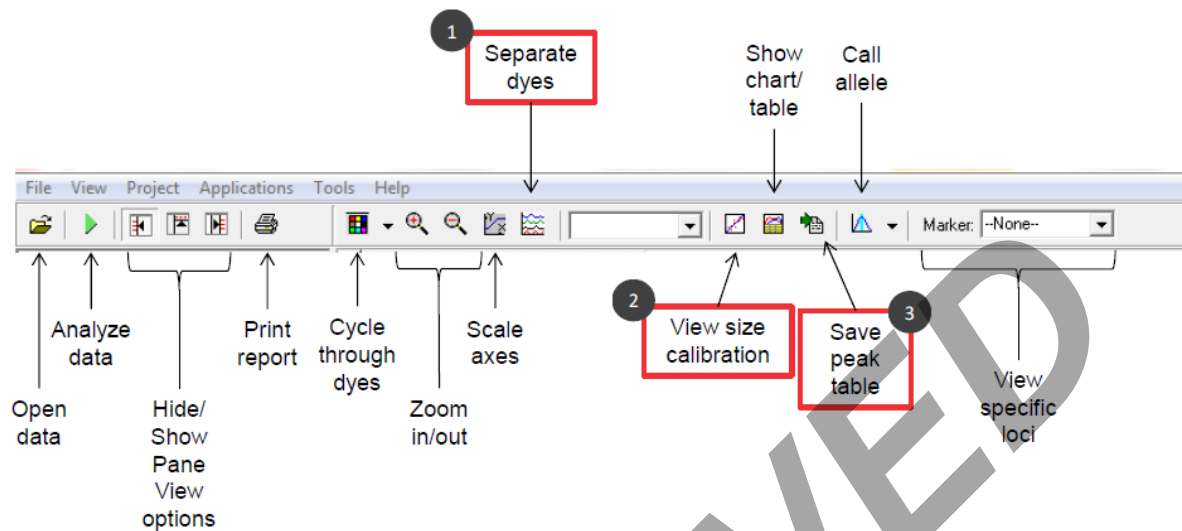 1
Separate
dyes
Show
chart/
table
Call
allele
File View Project Applications Tools Help
Marker: --None--
2
View size
calibration
3
Save
peak
table
Analyze
data
Print
report
Cycle
through
dyes
Scale
axes
View
specific
loci
Open
data
Hide/
Show
Pane
View
options
Zoom
in/out
VED